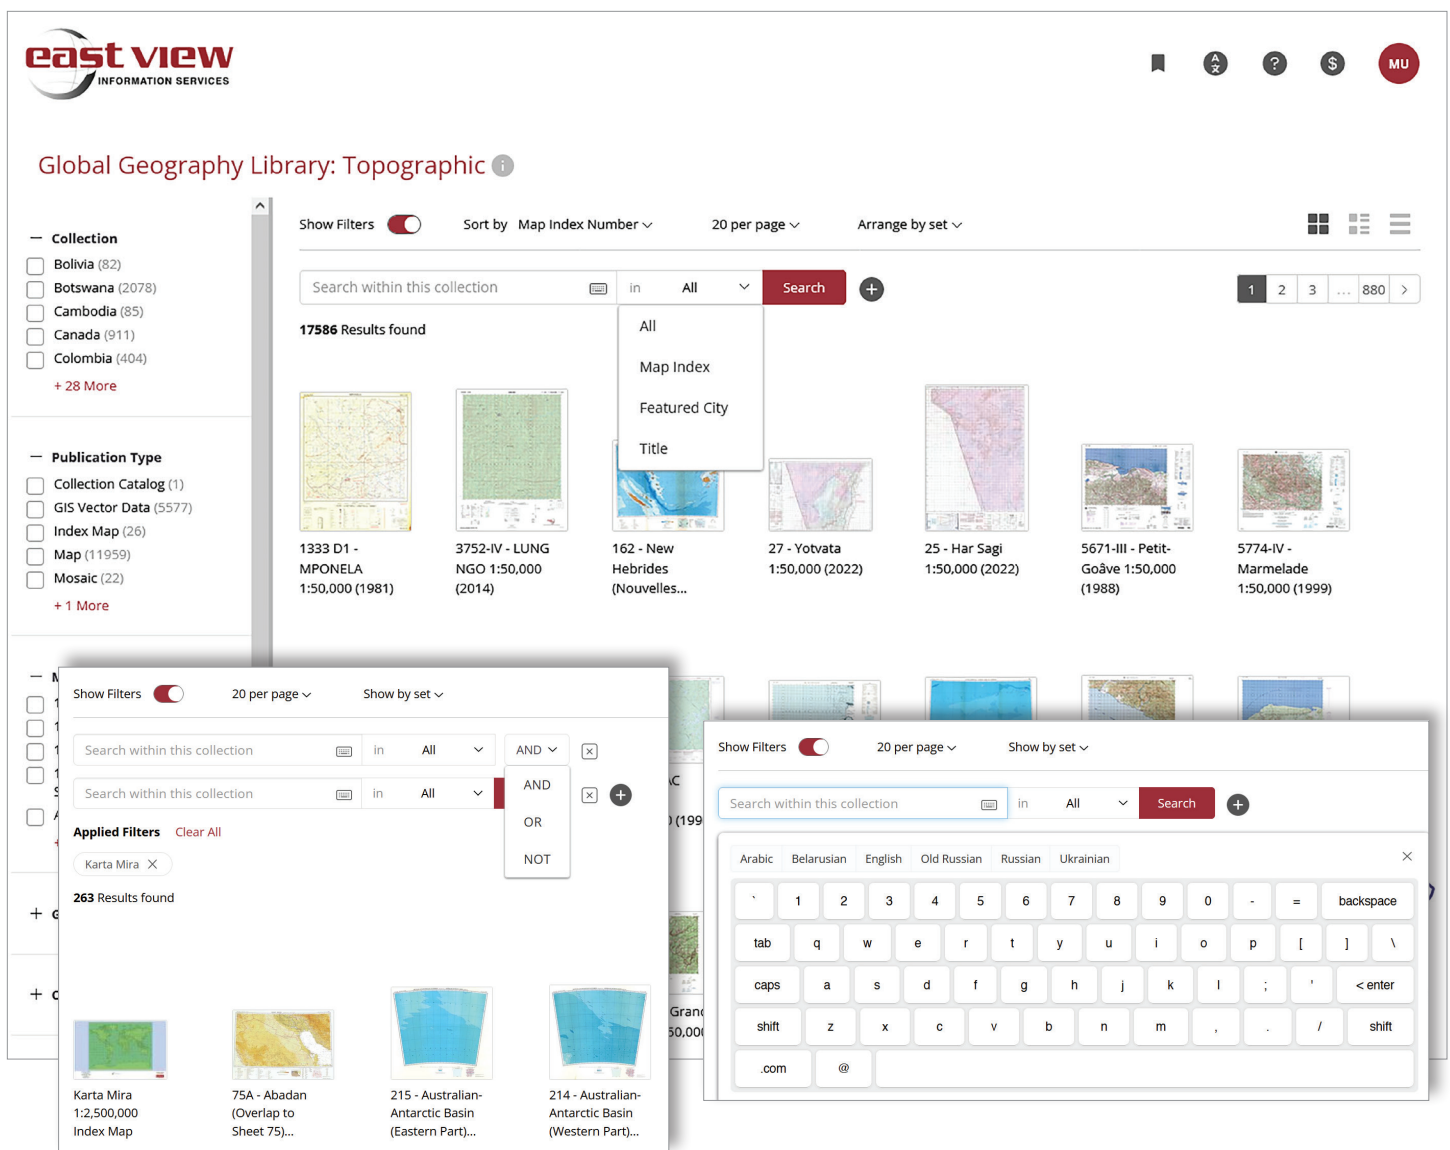 east view
INFORMATION SERVICES
MU
Global Geography Library: Topographic
Show Filters
Sort by Map Index Number
20 per page
Arrange by set
Collection
Bolivia (82)
Botswana (2078)
Cambodia (85)
Canada (911)
Colombia (404)
+ 28 More
Publication Type
Collection Catalog (1)
GIS Vector Data (5577)
Index Map (26)
Map (11959)
Mosaic (22)
+ 1 More
Search within this collection
in
All
Search
1 2 3 ... 880 >
17586 Results found
All
Map Index
Featured City
Title
1333 D1 -
MPONELA
1:50,000 (1981)
3752-IV - LUNG
NGO 1:50,000
(2014)
162 - New
Hebrides
(Nouvelles...
27 - Yotvata
1:50,000 (2022)
25 - Har Sagi
1:50,000 (2022)
5671-III - Petit-
Goâve 1:50,000
(1988)
5774-IV -
Marmelade
1:50,000 (1999)
Show Filters
20 per page
Show by set
Search within this collection
in
All
AND
Search within this collection
in
All
AND
OR
NOT
Applied Filters Clear All
Karta Mira
263 Results found
Karta Mira
1:2,500,000
Index Map
75A - Abadan
(Overlap to
Sheet 75)...
215 - Australian-
Antarctic Basin
(Eastern Part)...
214 - Australian-
Antarctic Basin
(Western Part)...
Show Filters
20 per page
Show by set
Search within this collection
in
All
Search
Arabic Belarusian English Old Russian Russian Ukrainian
` 1 2 3 4 5 6 7 8 9 0 - = backspace
tab q w e r t y u i o p [ ] \
caps a s d f g h j k l ; ' < enter
shift z x c v b n m , . / shift
.com @